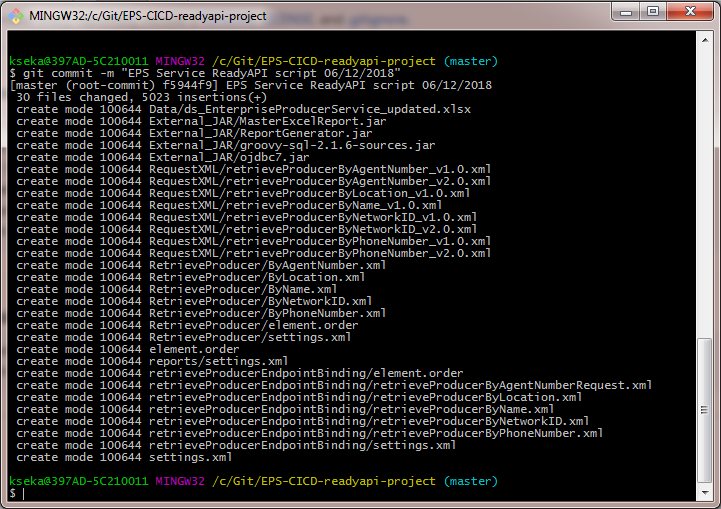 MINGW32:/c/Git/EPS-CICD-readyapi-project
kseka@397AD-5C210011 MINGW32 /c/Git/EPS-CICD-readyapi-project (master)
$ git commit -m "EPS Service ReadyAPI script 06/12/2018"
[master (root-commit) f5944f9] EPS Service ReadyAPI script 06/12/2018
 30 files changed, 5023 insertions(+)
 create mode 100644 Data/ds_EnterpriseProducerService_updated.xlsx
 create mode 100644 External_JAR/MasterExcelReport.jar
 create mode 100644 External_JAR/ReportGenerator.jar
 create mode 100644 External_JAR/groovy-sql-2.1.6-sources.jar
 create mode 100644 External_JAR/ojdbc7.jar
 create mode 100644 RequestXML/retrieveProducerByAgentNumber_v1.0.xml
 create mode 100644 RequestXML/retrieveProducerByAgentNumber_v2.0.xml
 create mode 100644 RequestXML/retrieveProducerByLocation_v1.0.xml
 create mode 100644 RequestXML/retrieveProducerByName_v1.0.xml
 create mode 100644 RequestXML/retrieveProducerByNetworkID_v1.0.xml
 create mode 100644 RequestXML/retrieveProducerByNetworkID_v2.0.xml
 create mode 100644 RequestXML/retrieveProducerByPhoneNumber_v1.0.xml
 create mode 100644 RequestXML/retrieveProducerByPhoneNumber_v2.0.xml
 create mode 100644 RetrieveProducer/ByAgentNumber.xml
 create mode 100644 RetrieveProducer/ByLocation.xml
 create mode 100644 RetrieveProducer/ByName.xml
 create mode 100644 RetrieveProducer/ByNetworkID.xml
 create mode 100644 RetrieveProducer/ByPhoneNumber.xml
 create mode 100644 RetrieveProducer/element.order
 create mode 100644 RetrieveProducer/settings.xml
 create mode 100644 element.order
 create mode 100644 reports/settings.xml
 create mode 100644 retrieveProducerEndpointBinding/element.order
 create mode 100644 retrieveProducerEndpointBinding/retrieveProducerByAgentNumberRequest.xml
 create mode 100644 retrieveProducerEndpointBinding/retrieveProducerByLocation.xml
 create mode 100644 retrieveProducerEndpointBinding/retrieveProducerByName.xml
 create mode 100644 retrieveProducerEndpointBinding/retrieveProducerByNetworkID.xml
 create mode 100644 retrieveProducerEndpointBinding/retrieveProducerByPhoneNumber.xml
 create mode 100644 retrieveProducerEndpointBinding/settings.xml
 create mode 100644 settings.xml
kseka@397AD-5C210011 MINGW32 /c/Git/EPS-CICD-readyapi-project (master)
$